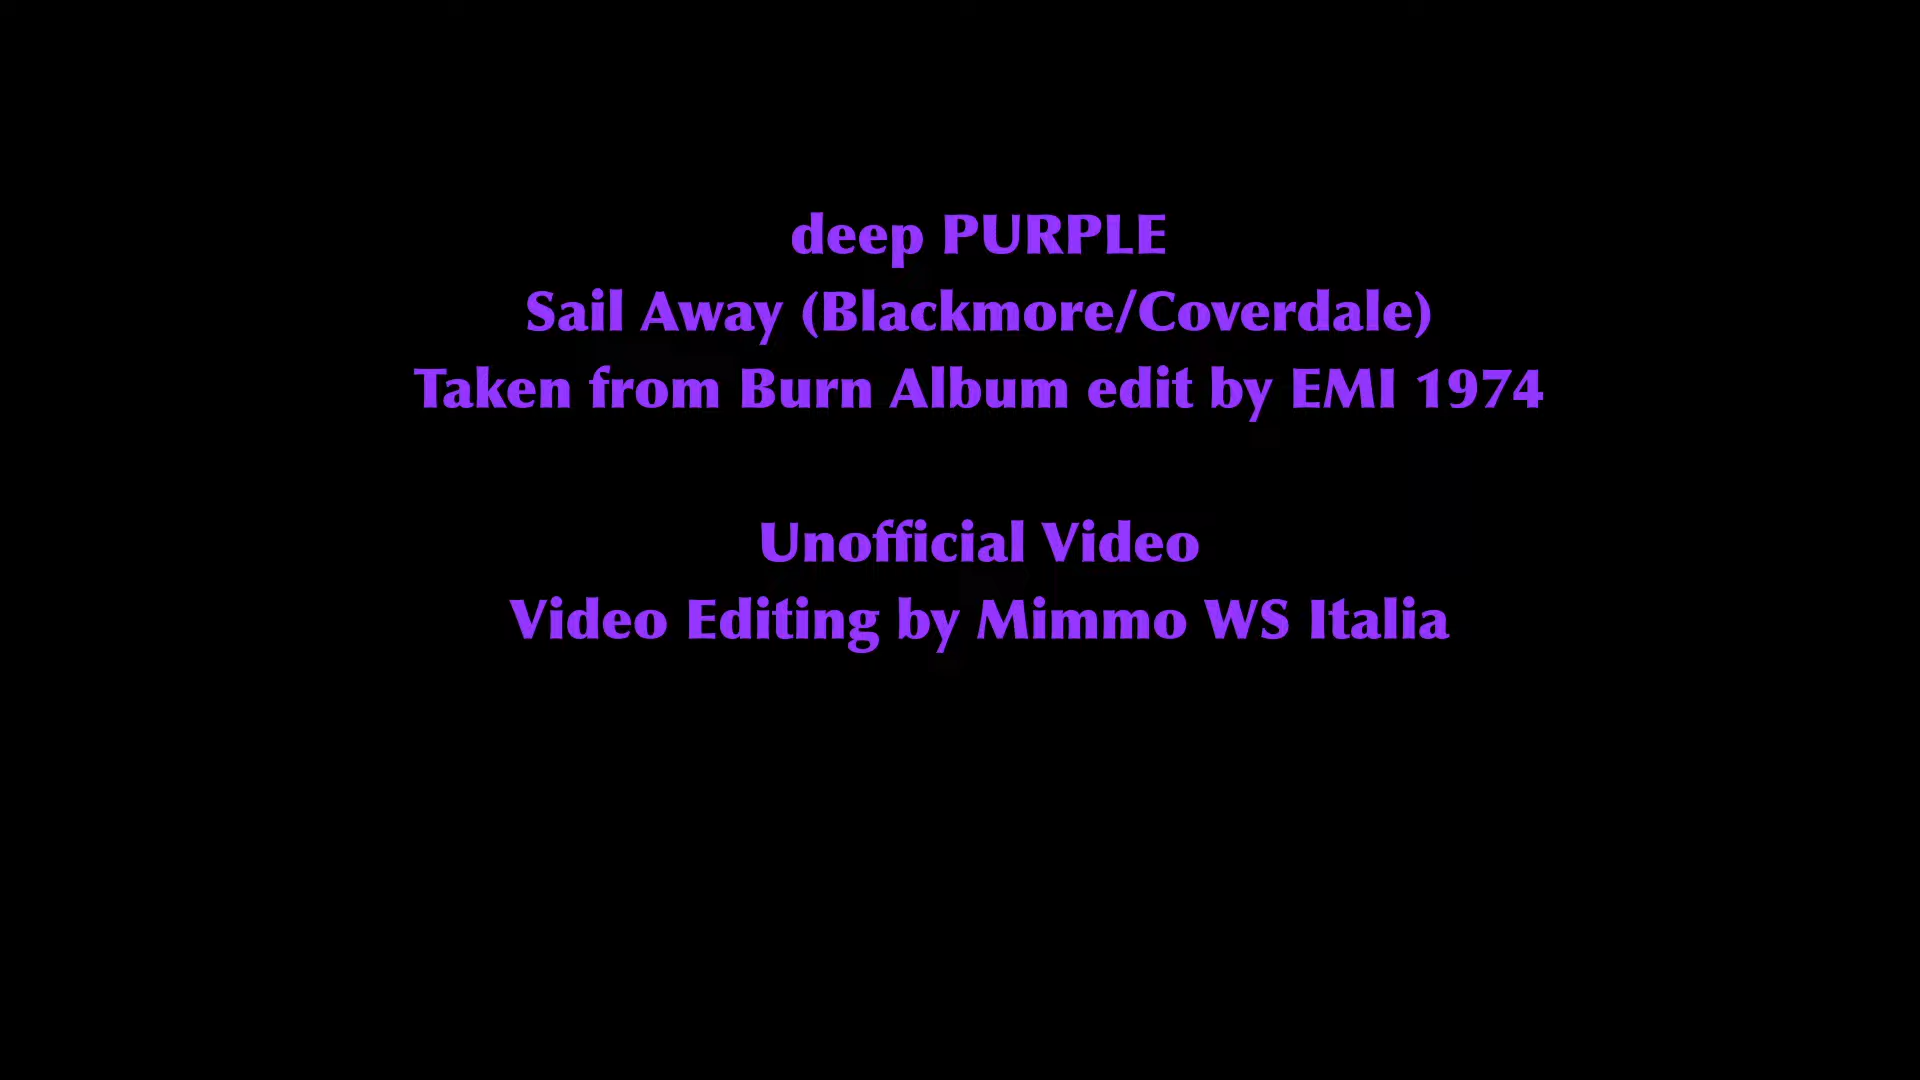 deep PURPLE
Sail Away (Blackmore/Coverdale)
Taken from Burn Album edit by EMI 1974
Unofficial Video
Video Editing by Mimmo WS Italia